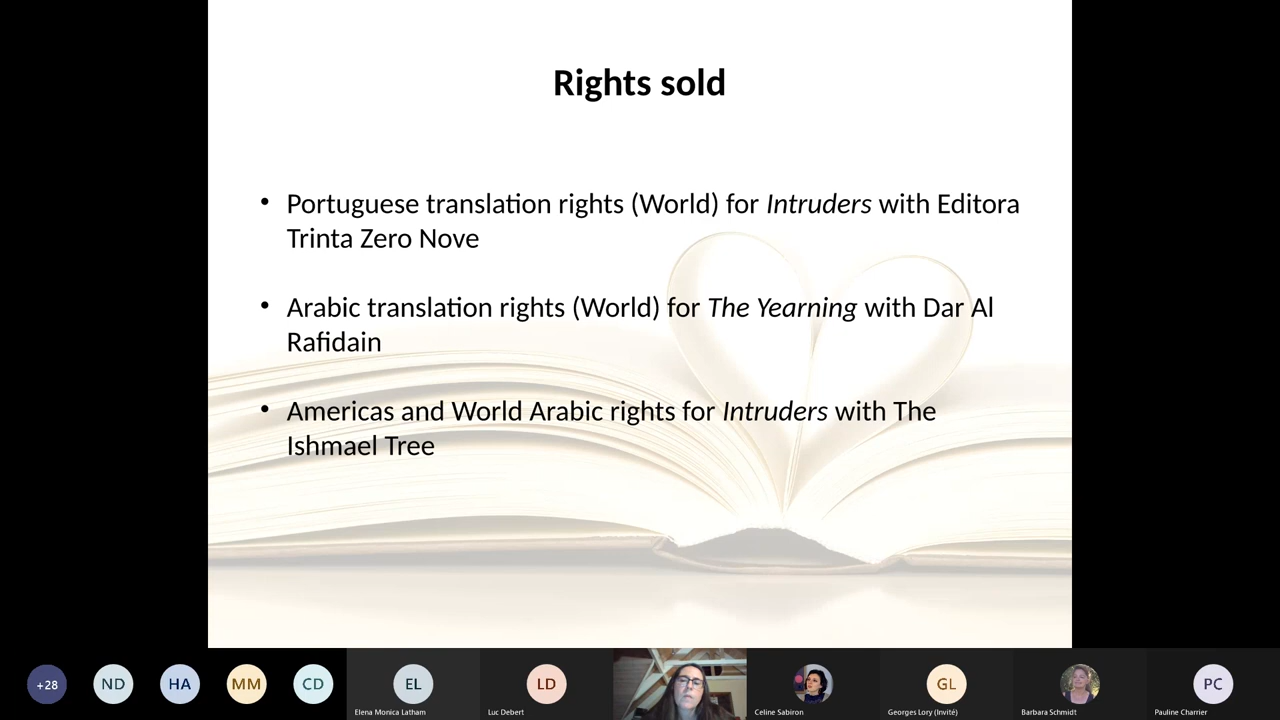 Rights sold
• Portuguese translation rights (World) for Intruders with Editora
Trinta Zero Nove
• Arabic translation rights (World) for The Yearning with Dar Al
Rafidain
• Americas and World Arabic rights for Intruders with The
Ishmael Tree
+28
ND
HA
MM
CD
EL
LD
GL
PC
Elena Monica Latham
Luc Debert
Celine Sabiron
Georges Lory (Invité)
Barbara Schmidt
Pauline Charrier